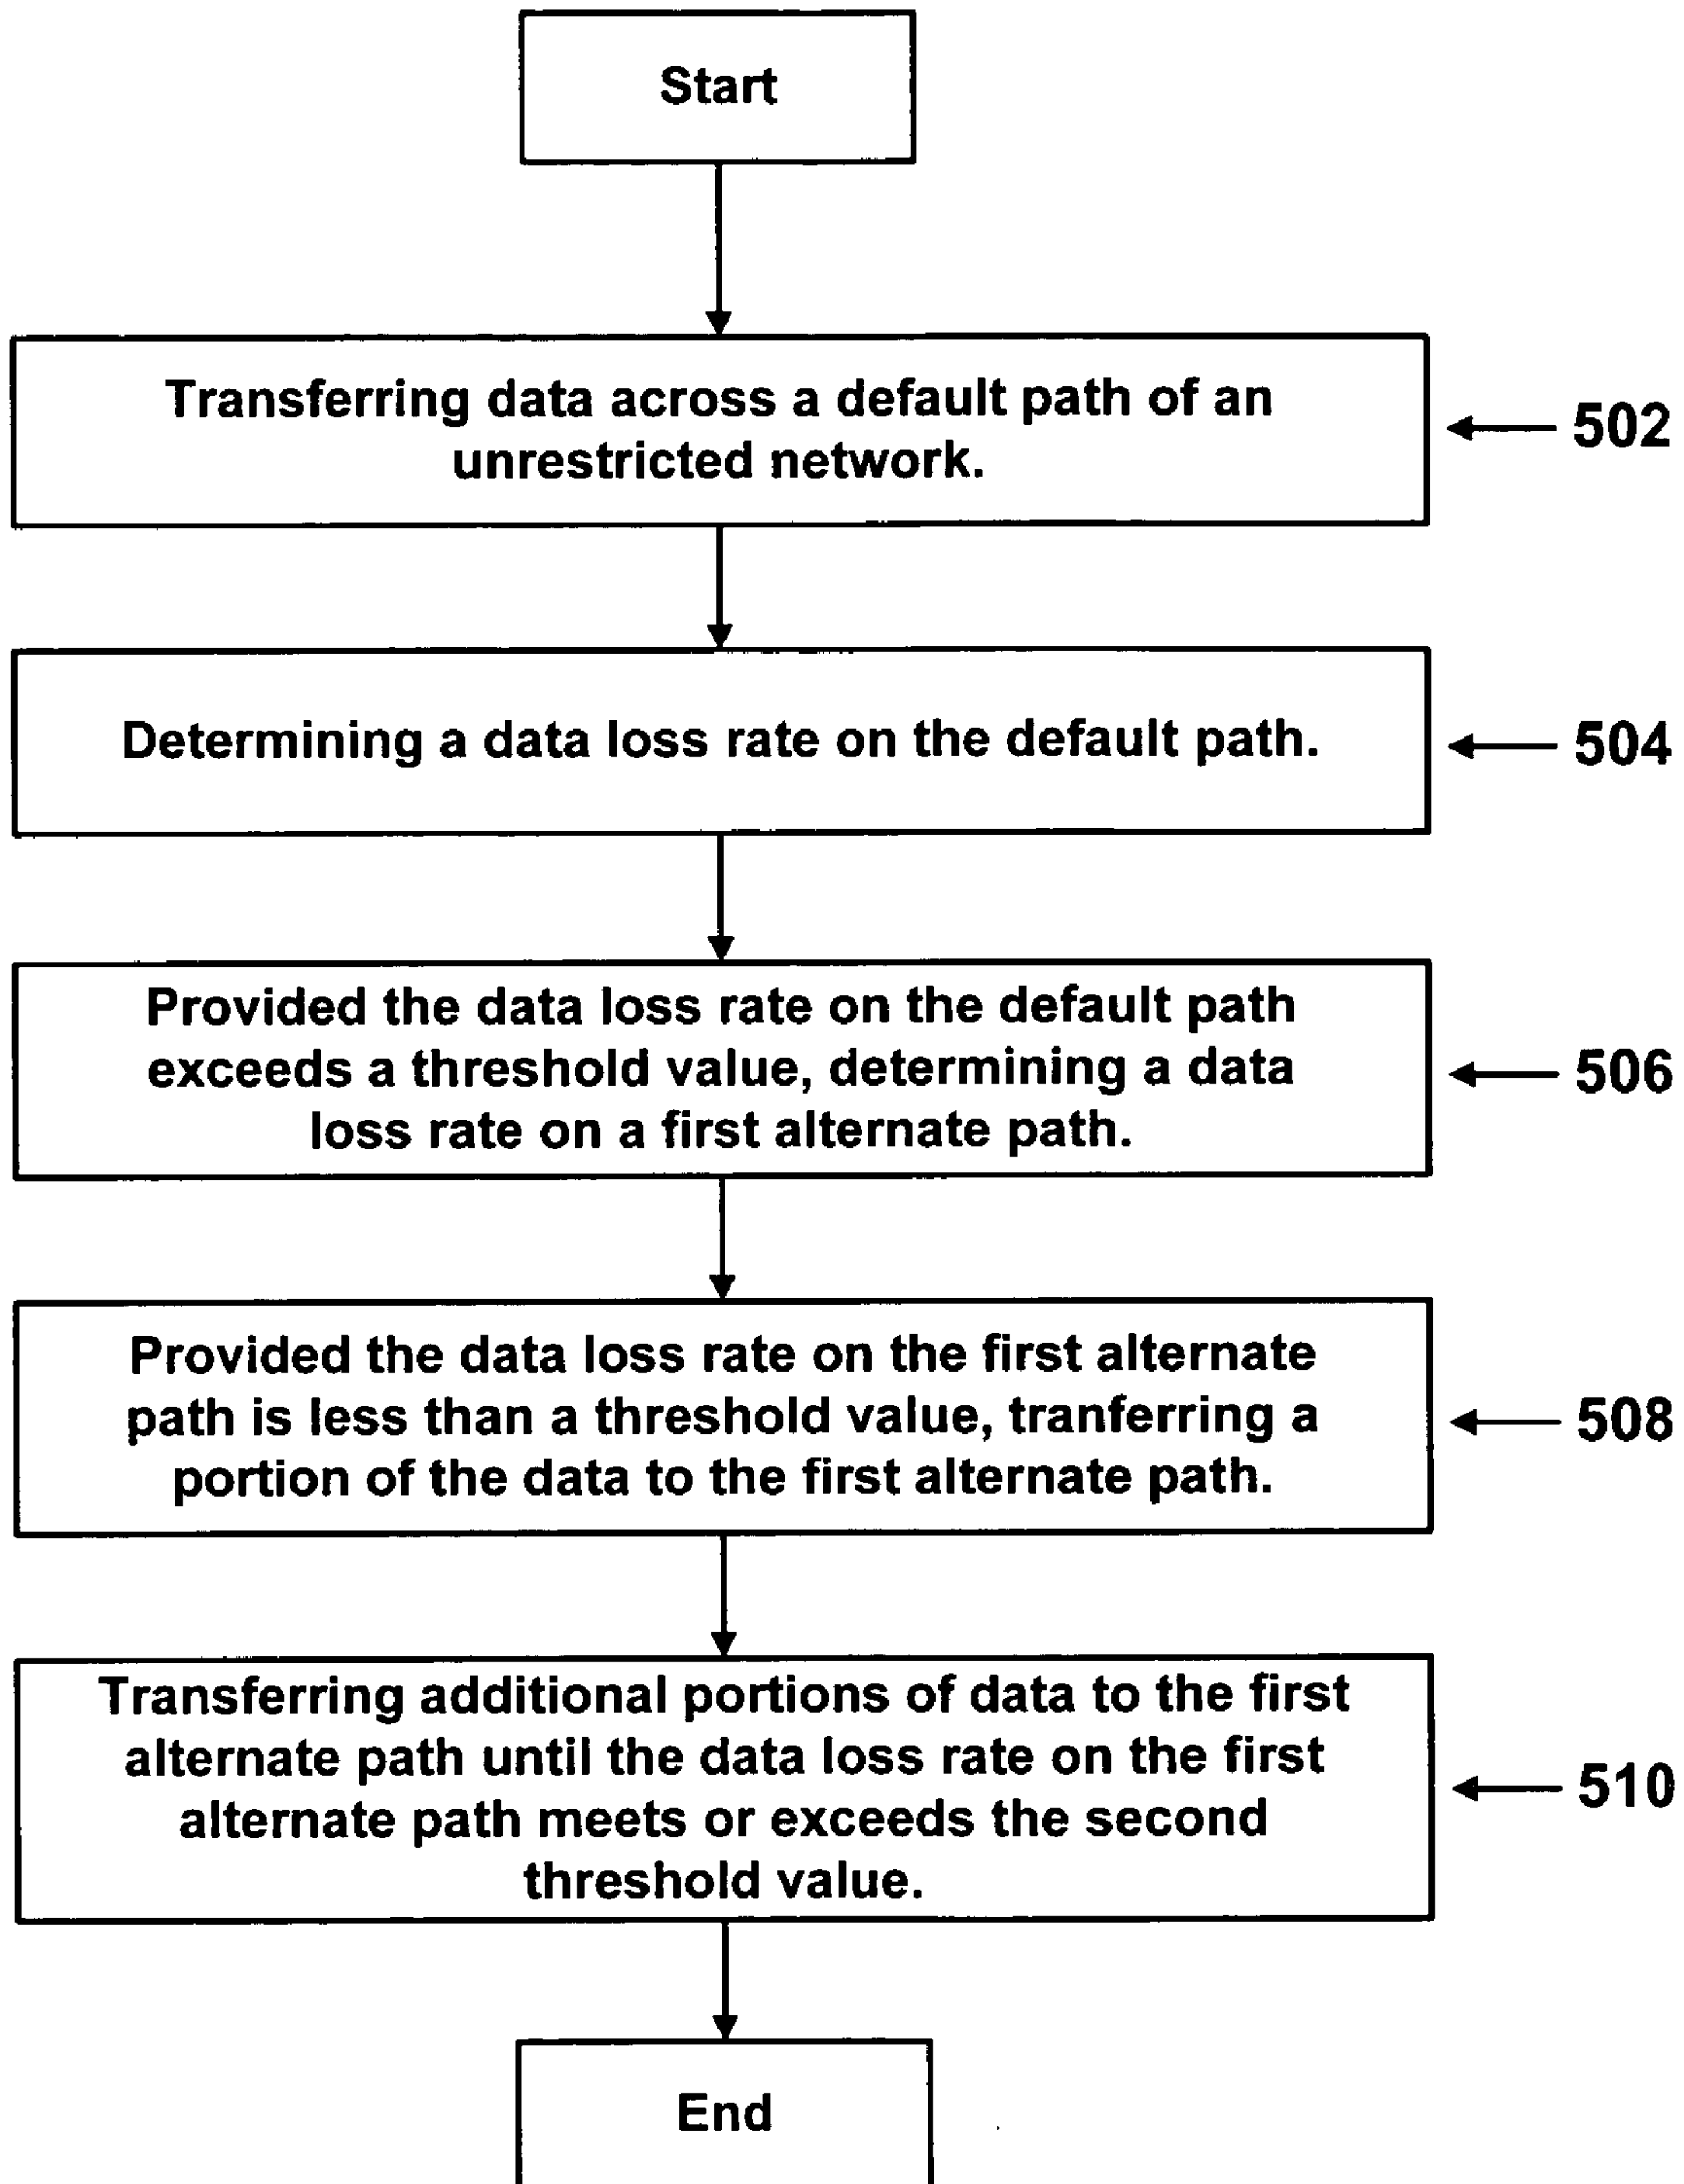 Start
Transferring data across a default path of an
unrestricted network.
502
Determining a data loss rate on the default path.
504
Provided the data loss rate on the default path
exceeds a threshold value, determining a data
loss rate on a first alternate path.
506
Provided the data loss rate on the first alternate
path is less than a threshold value, tranferring a
portion of the data to the first alternate path.
508
Transferring additional portions of data to the first
alternate path until the data loss rate on the first
alternate path meets or exceeds the second
threshold value.
510
End